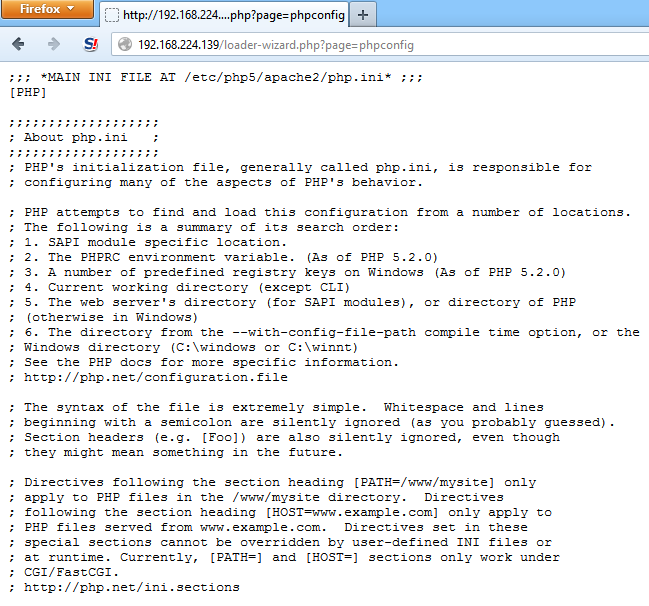 Firefox
http://192.168.224....php?page=phpconfig
S!
192.168.224.139/loader-wizard.php?page=phpconfig
;;; *MAIN INI FILE AT /etc/php5/apache2/php.ini* ;;;
[PHP]
;;;;;;;;;;;;;;;;;;;
; About php.ini   ;
;;;;;;;;;;;;;;;;;;;
; PHP's initialization file, generally called php.ini, is responsible for
; configuring many of the aspects of PHP's behavior.
; PHP attempts to find and load this configuration from a number of locations.
; The following is a summary of its search order:
; 1. SAPI module specific location.
; 2. The PHPRC environment variable. (As of PHP 5.2.0)
; 3. A number of predefined registry keys on Windows (As of PHP 5.2.0)
; 4. Current working directory (except CLI)
; 5. The web server's directory (for SAPI modules), or directory of PHP
; (otherwise in Windows)
; 6. The directory from the --with-config-file-path compile time option, or the
; Windows directory (C:\windows or C:\winnt)
; See the PHP docs for more specific information.
; http://php.net/configuration.file
; The syntax of the file is extremely simple.  Whitespace and lines
; beginning with a semicolon are silently ignored (as you probably guessed).
; Section headers (e.g. [Foo]) are also silently ignored, even though
; they might mean something in the future.
; Directives following the section heading [PATH=/www/mysite] only
; apply to PHP files in the /www/mysite directory.  Directives
; following the section heading [HOST=www.example.com] only apply to
; PHP files served from www.example.com.  Directives set in these
; special sections cannot be overridden by user-defined INI files or
; at runtime. Currently, [PATH=] and [HOST=] sections only work under
; CGI/FastCGI.
; http://php.net/ini.sections